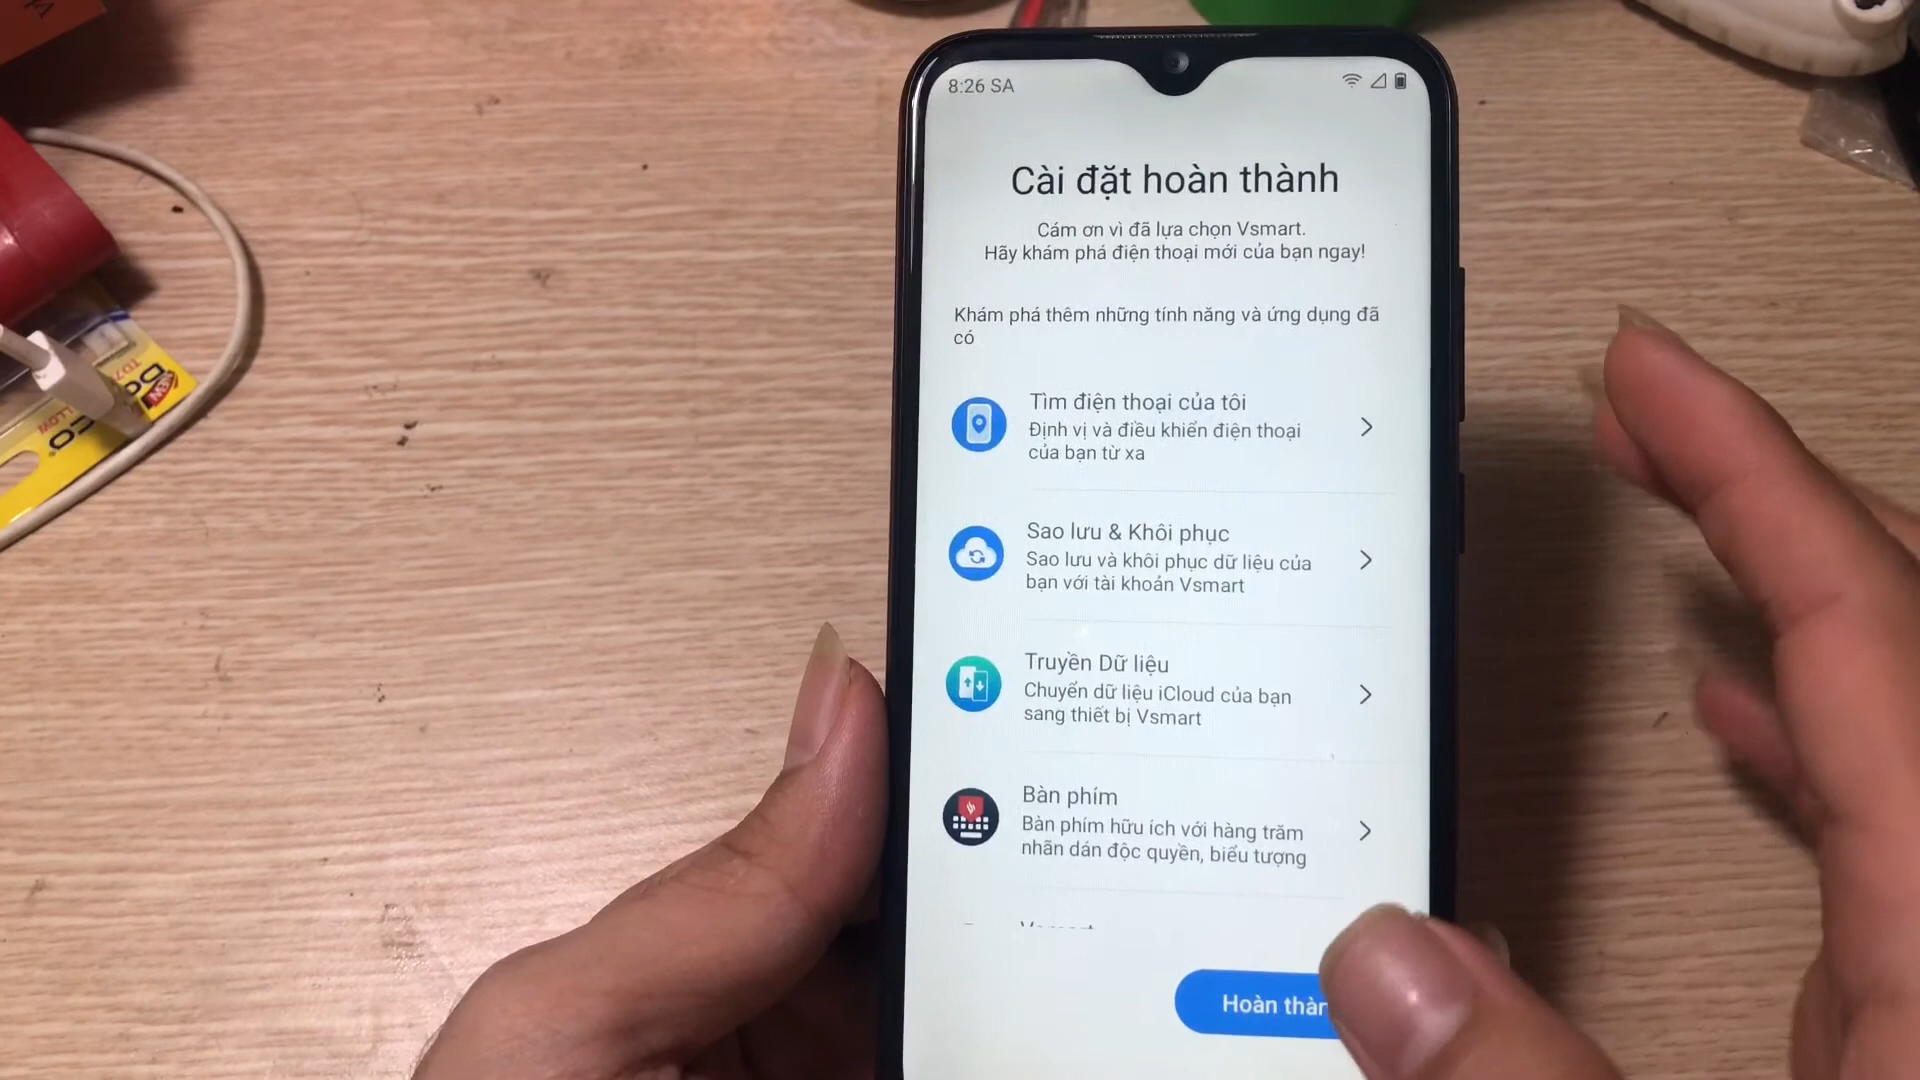 8:26 SA
Cài đặt hoàn thành
Cám ơn vì đã lựa chọn Vsmart.
Hãy khám phá điện thoại mới của bạn ngay!
Khám phá thêm những tính năng và ứng dụng đã
có
Tìm điện thoại của tôi
Định vị và điều khiển điện thoại
của bạn từ xa
Sao lưu & Khôi phục
Sao lưu và khôi phục dữ liệu của
bạn với tài khoản Vsmart
Truyền Dữ liệu
Chuyển dữ liệu iCloud của bạn
sang thiết bị Vsmart
Bàn phím
Bàn phím hữu ích với hàng trăm
nhãn dán độc quyền, biểu tượng
Hoàn